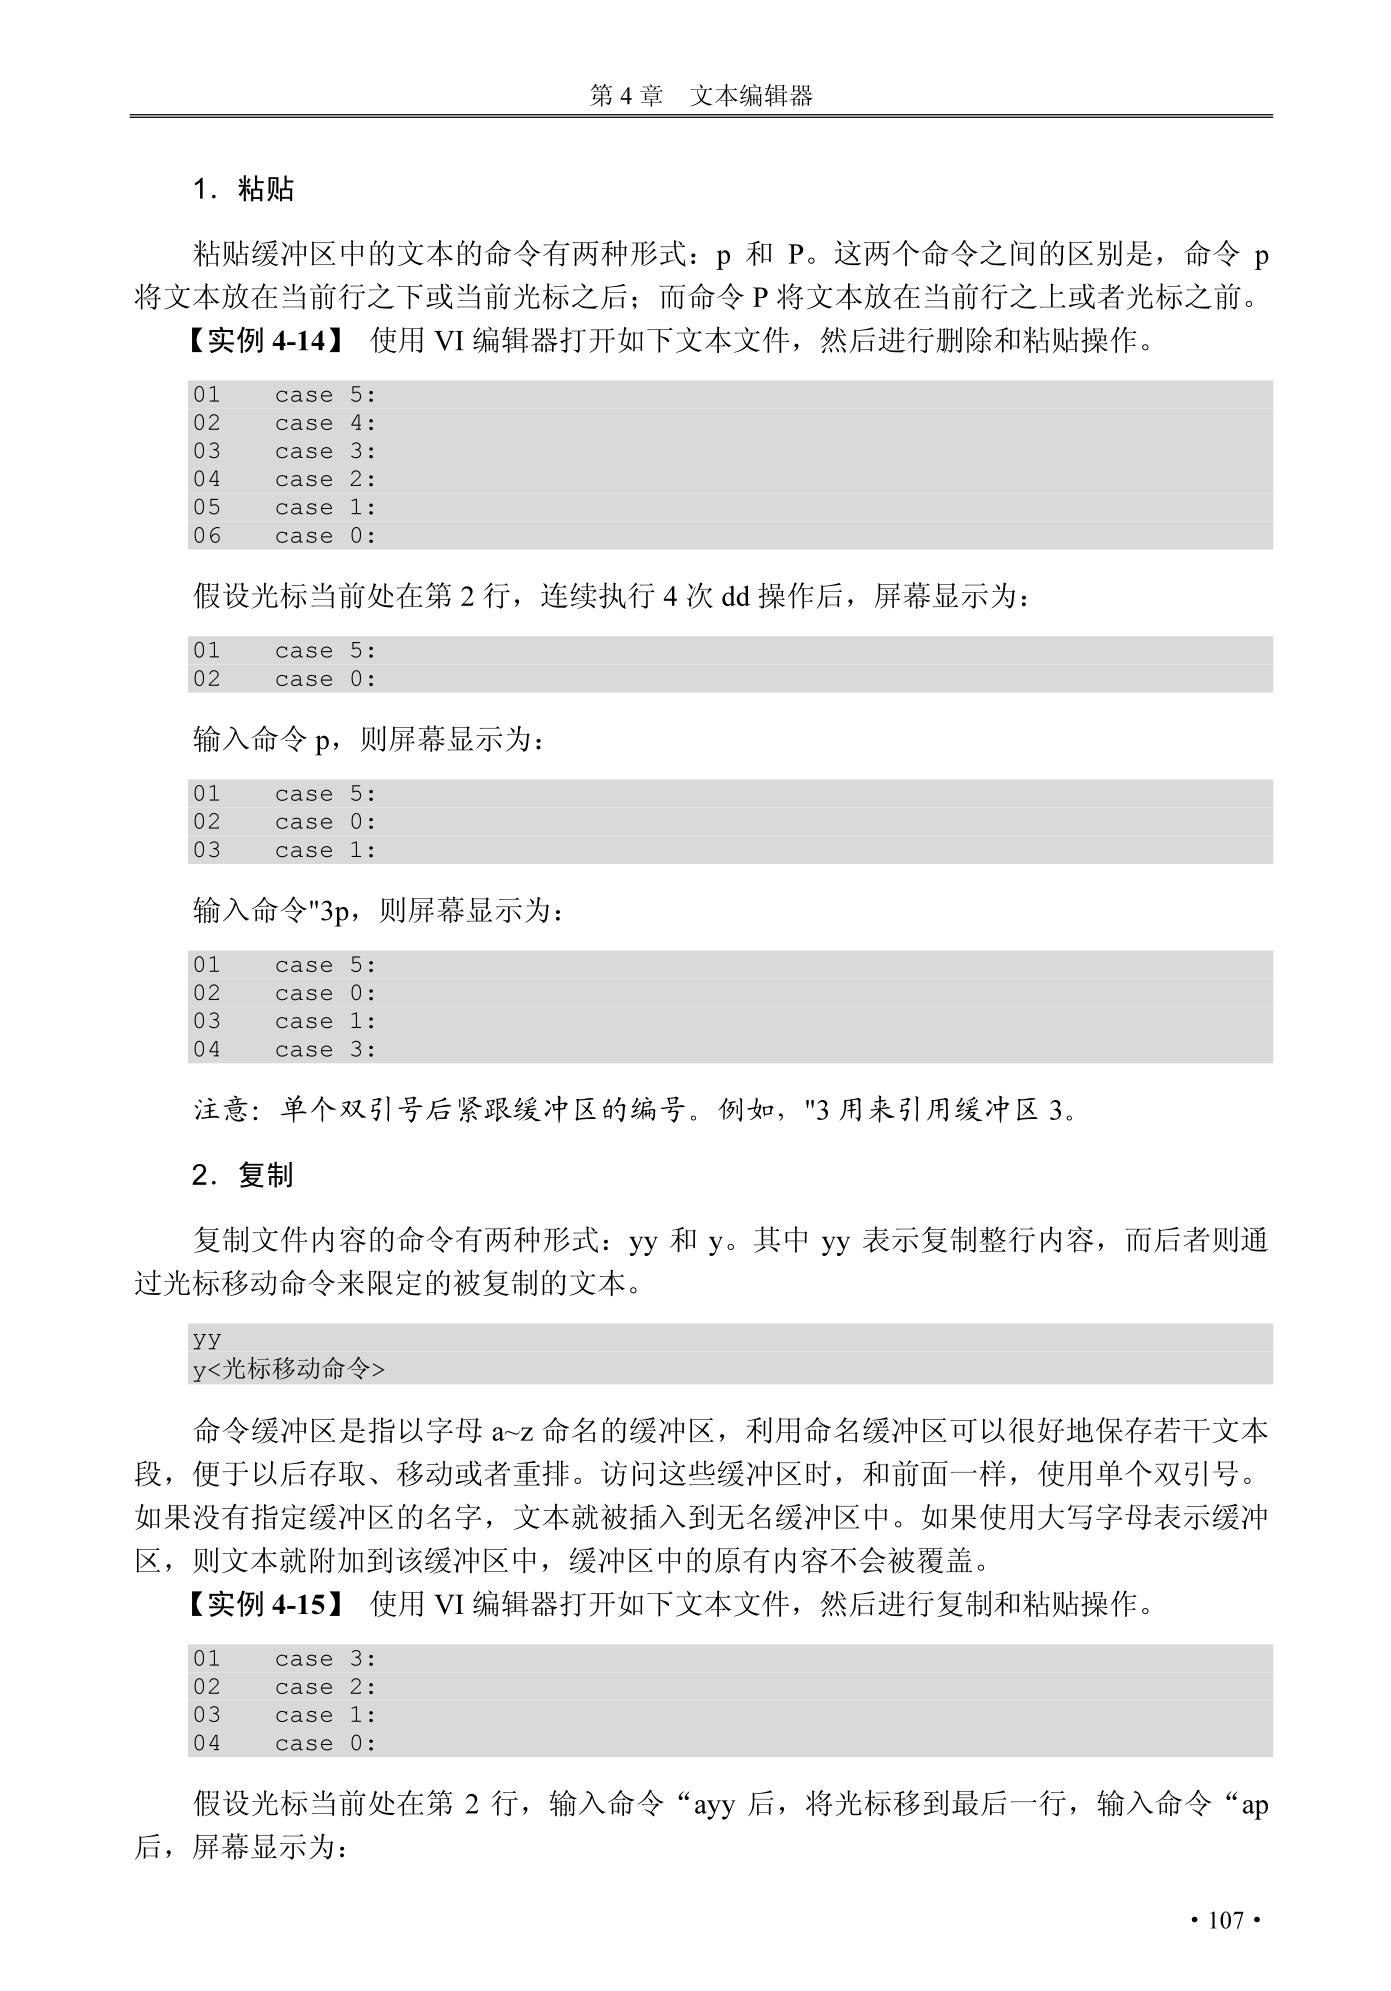 第 4 章　文本编辑器
1．粘贴
粘贴缓冲区中的文本的命令有两种形式：p 和 P。这两个命令之间的区别是，命令 p
将文本放在当前行之下或当前光标之后；而命令 P 将文本放在当前行之上或者光标之前。
【实例 4-14】 使用 VI 编辑器打开如下文本文件，然后进行删除和粘贴操作。
01    case 5:
02    case 4:
03    case 3:
04    case 2:
05    case 1:
06    case 0:
假设光标当前处在第 2 行，连续执行 4 次 dd 操作后，屏幕显示为：
01    case 5:
02    case 0:
输入命令 p，则屏幕显示为：
01    case 5:
02    case 0:
03    case 1:
输入命令"3p，则屏幕显示为：
01    case 5:
02    case 0:
03    case 1:
04    case 3:
注意：单个双引号后紧跟缓冲区的编号。例如，"3 用来引用缓冲区 3。
2．复制
复制文件内容的命令有两种形式：yy 和 y。其中 yy 表示复制整行内容，而后者则通
过光标移动命令来限定的被复制的文本。
yy
y<光标移动命令>
命令缓冲区是指以字母 a~z 命名的缓冲区，利用命名缓冲区可以很好地保存若干文本
段，便于以后存取、移动或者重排。访问这些缓冲区时，和前面一样，使用单个双引号。
如果没有指定缓冲区的名字，文本就被插入到无名缓冲区中。如果使用大写字母表示缓冲
区，则文本就附加到该缓冲区中，缓冲区中的原有内容不会被覆盖。
【实例 4-15】 使用 VI 编辑器打开如下文本文件，然后进行复制和粘贴操作。
01    case 3:
02    case 2:
03    case 1:
04    case 0:
假设光标当前处在第 2 行，输入命令“ayy 后，将光标移到最后一行，输入命令“ap
后，屏幕显示为：
• 107 •